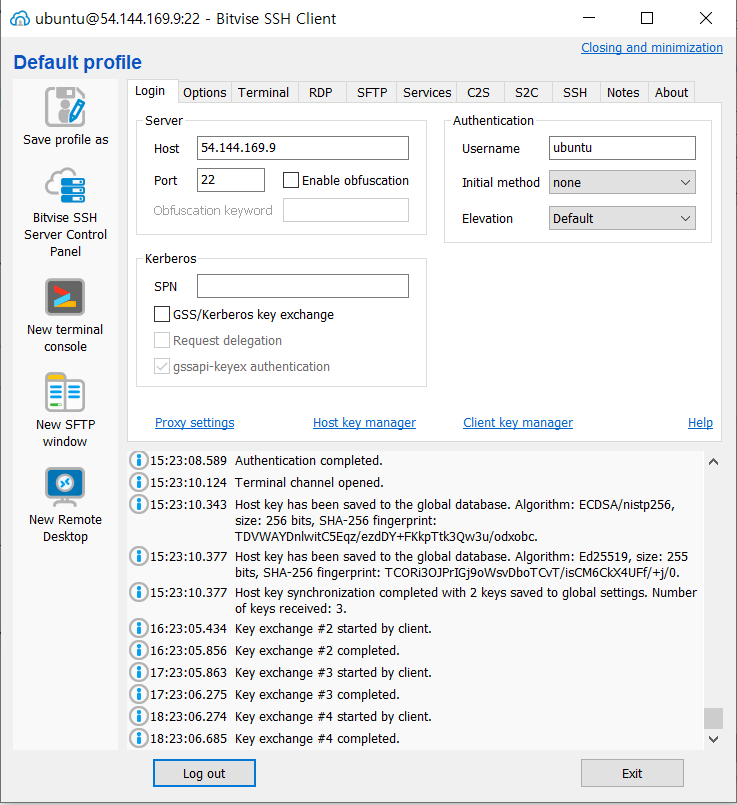 ubuntu@54.144.169.9:22 - Bitvise SSH Client
Closing and minimization
Default profile
Save profile as
Bitvise SSH
Server Control
Panel
New terminal
console
New SFTP
window
New Remote
Desktop
Login Options Terminal RDP SFTP Services C2S S2C SSH Notes About
Server
Host 54.144.169.9
Port 22 Enable obfuscation
Obfuscation keyword
Authentication
Username ubuntu
Initial method none
Elevation Default
Kerberos
SPN
GSS/Kerberos key exchange
Request delegation
gssapi-keyex authentication
Proxy settings Host key manager Client key manager Help
15:23:08.589 Authentication completed.
15:23:10.124 Terminal channel opened.
15:23:10.343 Host key has been saved to the global database. Algorithm: ECDSA/nistp256,
size: 256 bits, SHA-256 fingerprint:
TDVWAYDnlwitC5Eqz/ezdDY+FKkpTtk3Qw3u/odxobc.
15:23:10.377 Host key has been saved to the global database. Algorithm: Ed25519, size: 255
bits, SHA-256 fingerprint: TCORi3OJPrIGj9oWsvDboTCvT/isCM6CkX4UFf/+j/0.
15:23:10.377 Host key synchronization completed with 2 keys saved to global settings. Number
of keys received: 3.
16:23:05.434 Key exchange #2 started by client.
16:23:05.856 Key exchange #2 completed.
17:23:05.863 Key exchange #3 started by client.
17:23:06.275 Key exchange #3 completed.
18:23:06.274 Key exchange #4 started by client.
18:23:06.685 Key exchange #4 completed.
Log out Exit